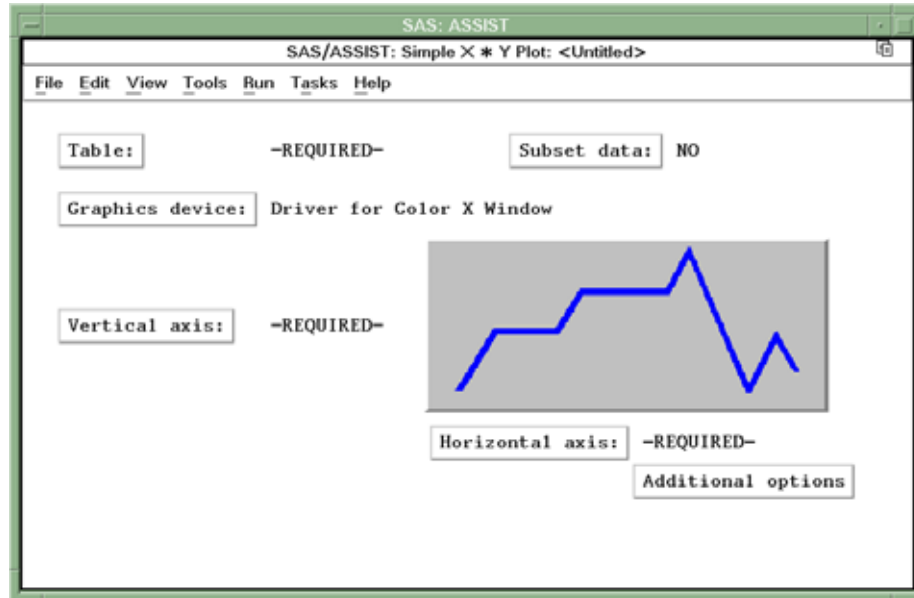 SAS: ASSIST
SAS/ASSIST: Simple X * Y Plot: <Untitled>
File Edit View Tools Run Tasks Help
Table: -REQUIRED- Subset data: NO
Graphics device: Driver for Color X Window
Vertical axis: -REQUIRED-
Horizontal axis: -REQUIRED-
Additional options